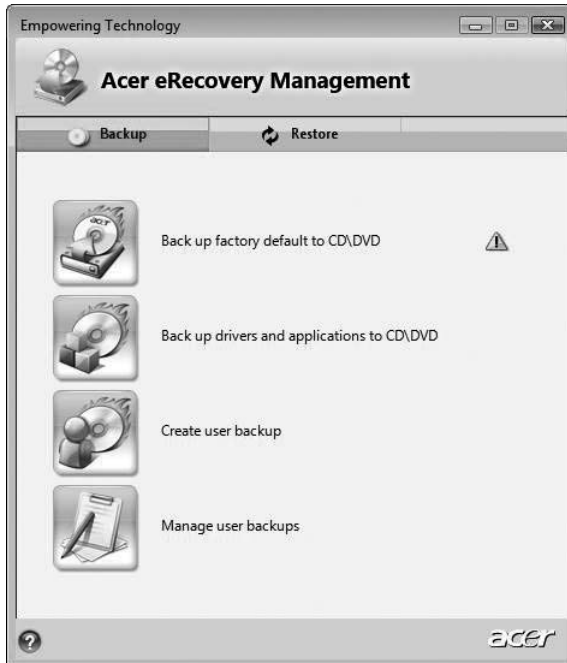 Empowering Technology
Acer eRecovery Management
Backup
Restore
acer
Back up factory default to CD\DVD
Back up drivers and applications to CD\DVD
Create user backup
Manage user backups
?
acer